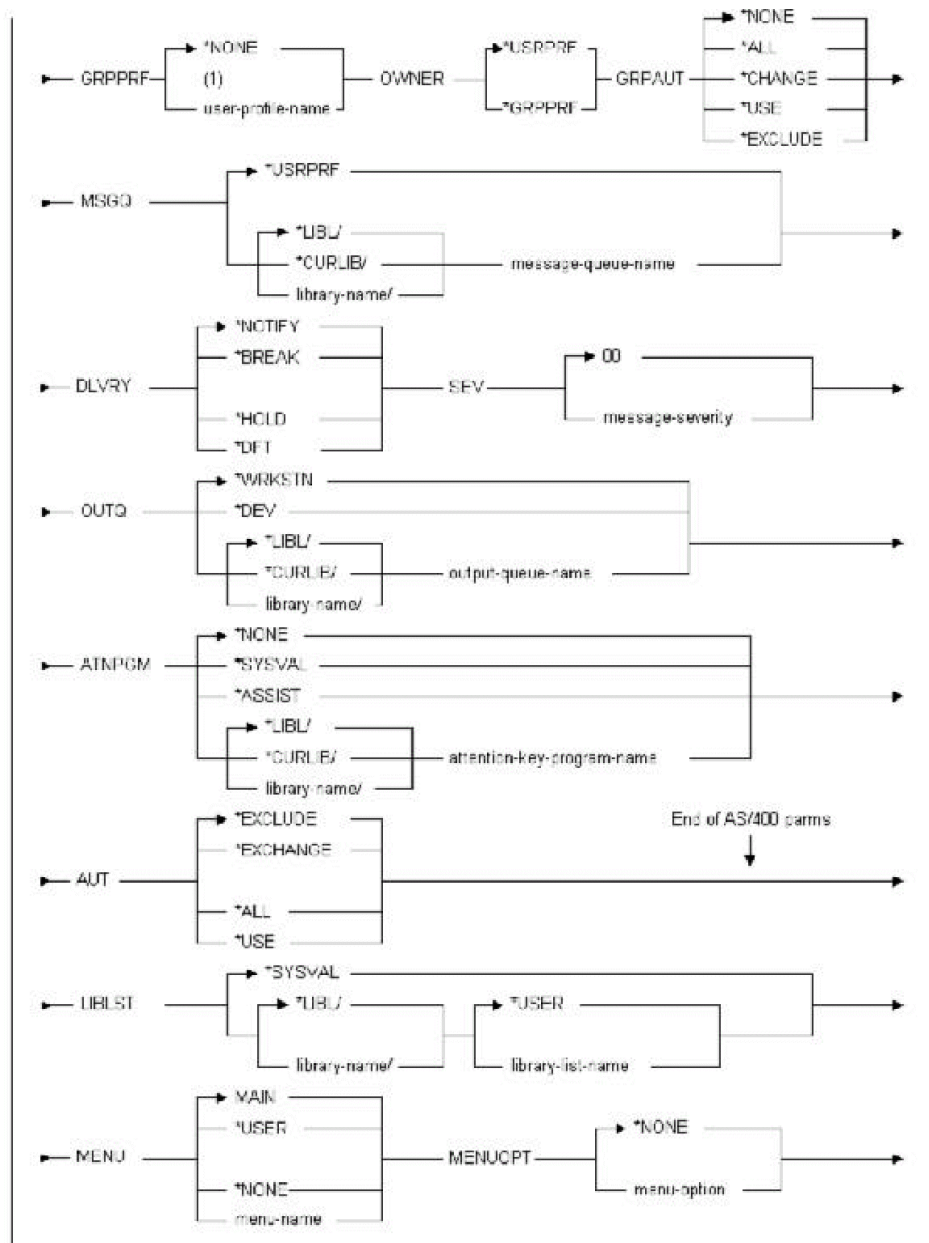 GRPPRF *NONE (1) user-profile-name OWNER *USRPRF *GRPPRF GRPAUT *NONE *ALL *CHANGE *USE *EXCLUDE
MSGQ *USRPRF
*LIBL/
*CURLIB/ message-queue-name
library-name/
DLVRY *NOTIFY *BREAK *HOLD *DFT SEV 00 message-severity
OUTQ *WRKSTN
*DEV
*LIBL/
*CURLIB/ output-queue-name
library-name/
ATNPGM *NONE
*SYSVAL
*ASSIST
*LIBL/
*CURLIB/ attention-key-program-name
library-name/
AUT *EXCLUDE *EXCHANGE *ALL *USE
End of AS/400 parms
LIBLST *SYSVAL
*LIBL/ *USER
library-name/ library-list-name
MENU MAIN *USER *NONE menu-name MENUOPT *NONE menu-option